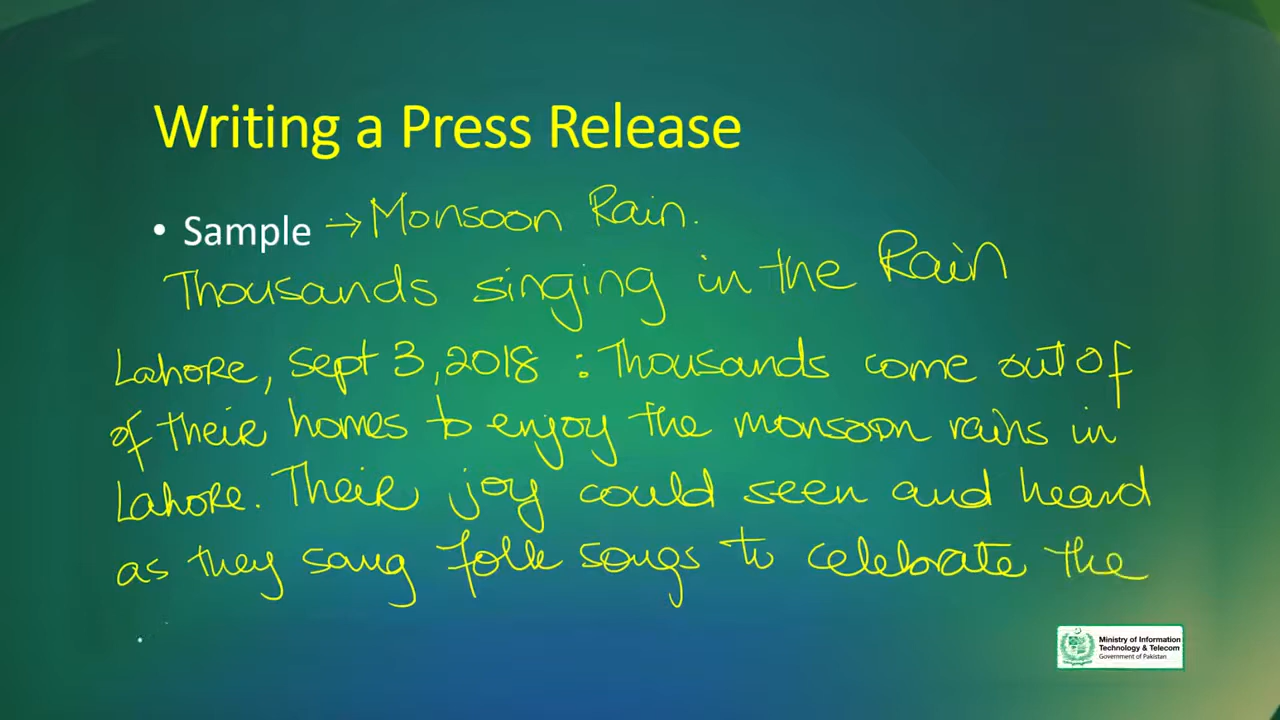 Writing a Press Release
• Sample → Monsoon Rain.
Thousands singing in the Rain
Lahore, Sept 3, 2018 : Thousands come out of
of their homes to enjoy the monsoon rains in
Lahore. Their joy could seen and heard
as they sang folk songs to celebrate the
Ministry of Information
Technology & Telecom
Government of Pakistan